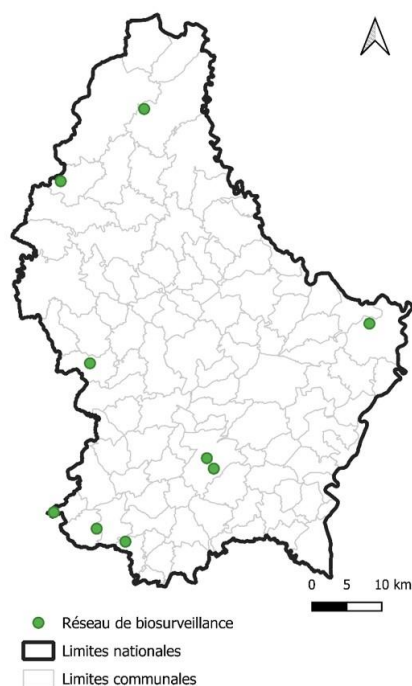 0 5 10 km
Réseau de biosurveillance
Limites nationales
Limites communales